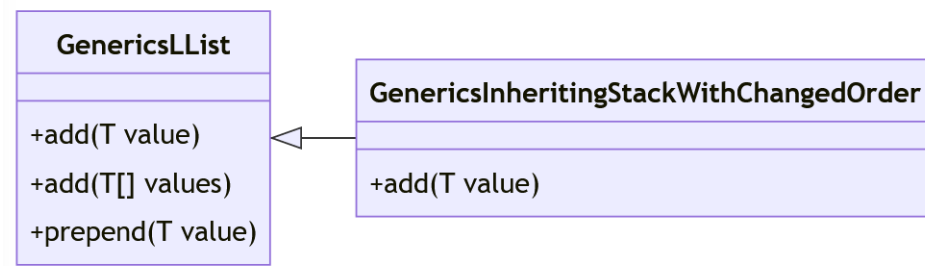 GenericsLList
+add(T value)
+add(T[] values)
+prepend(T value)
GenericsInheritingStackWithChangedOrder
+add(T value)